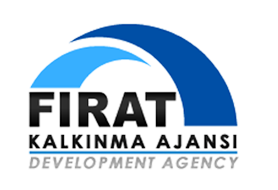 FIRAT
KALKINMA AJANSI
DEVELOPMENT AGENCY